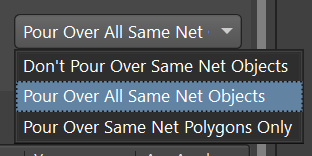 Pour Over All Same Net
Don't Pour Over Same Net Objects
Pour Over All Same Net Objects
Pour Over Same Net Polygons Only